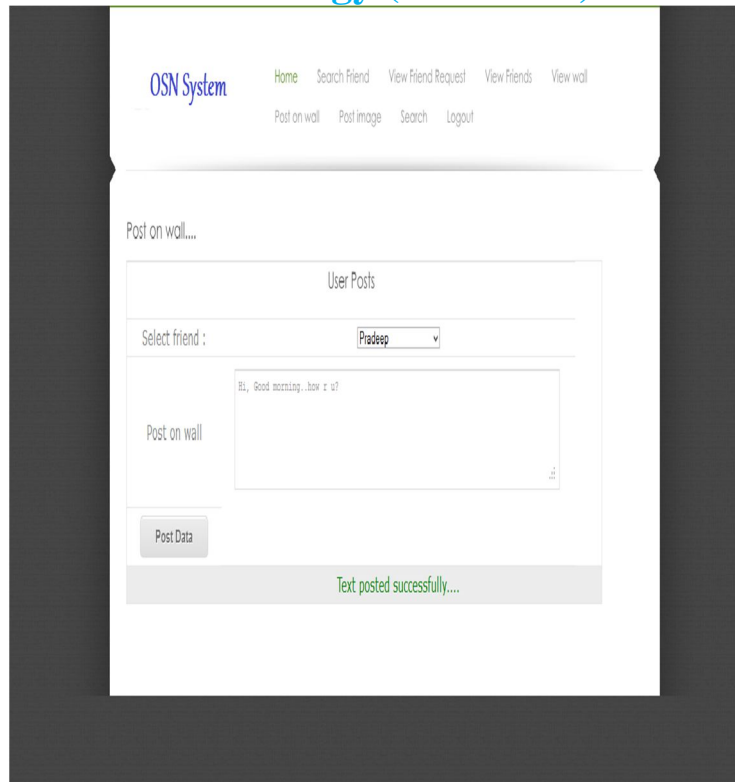 OSN System
Home Search Friend View Friend Request View Friends View wall
Post on wall Post image Search Logout
Post on wall....
User Posts
Select friend :
Pradeep
Hi, Good morning..how r u?
Post on wall
Post Data
Text posted successfully....